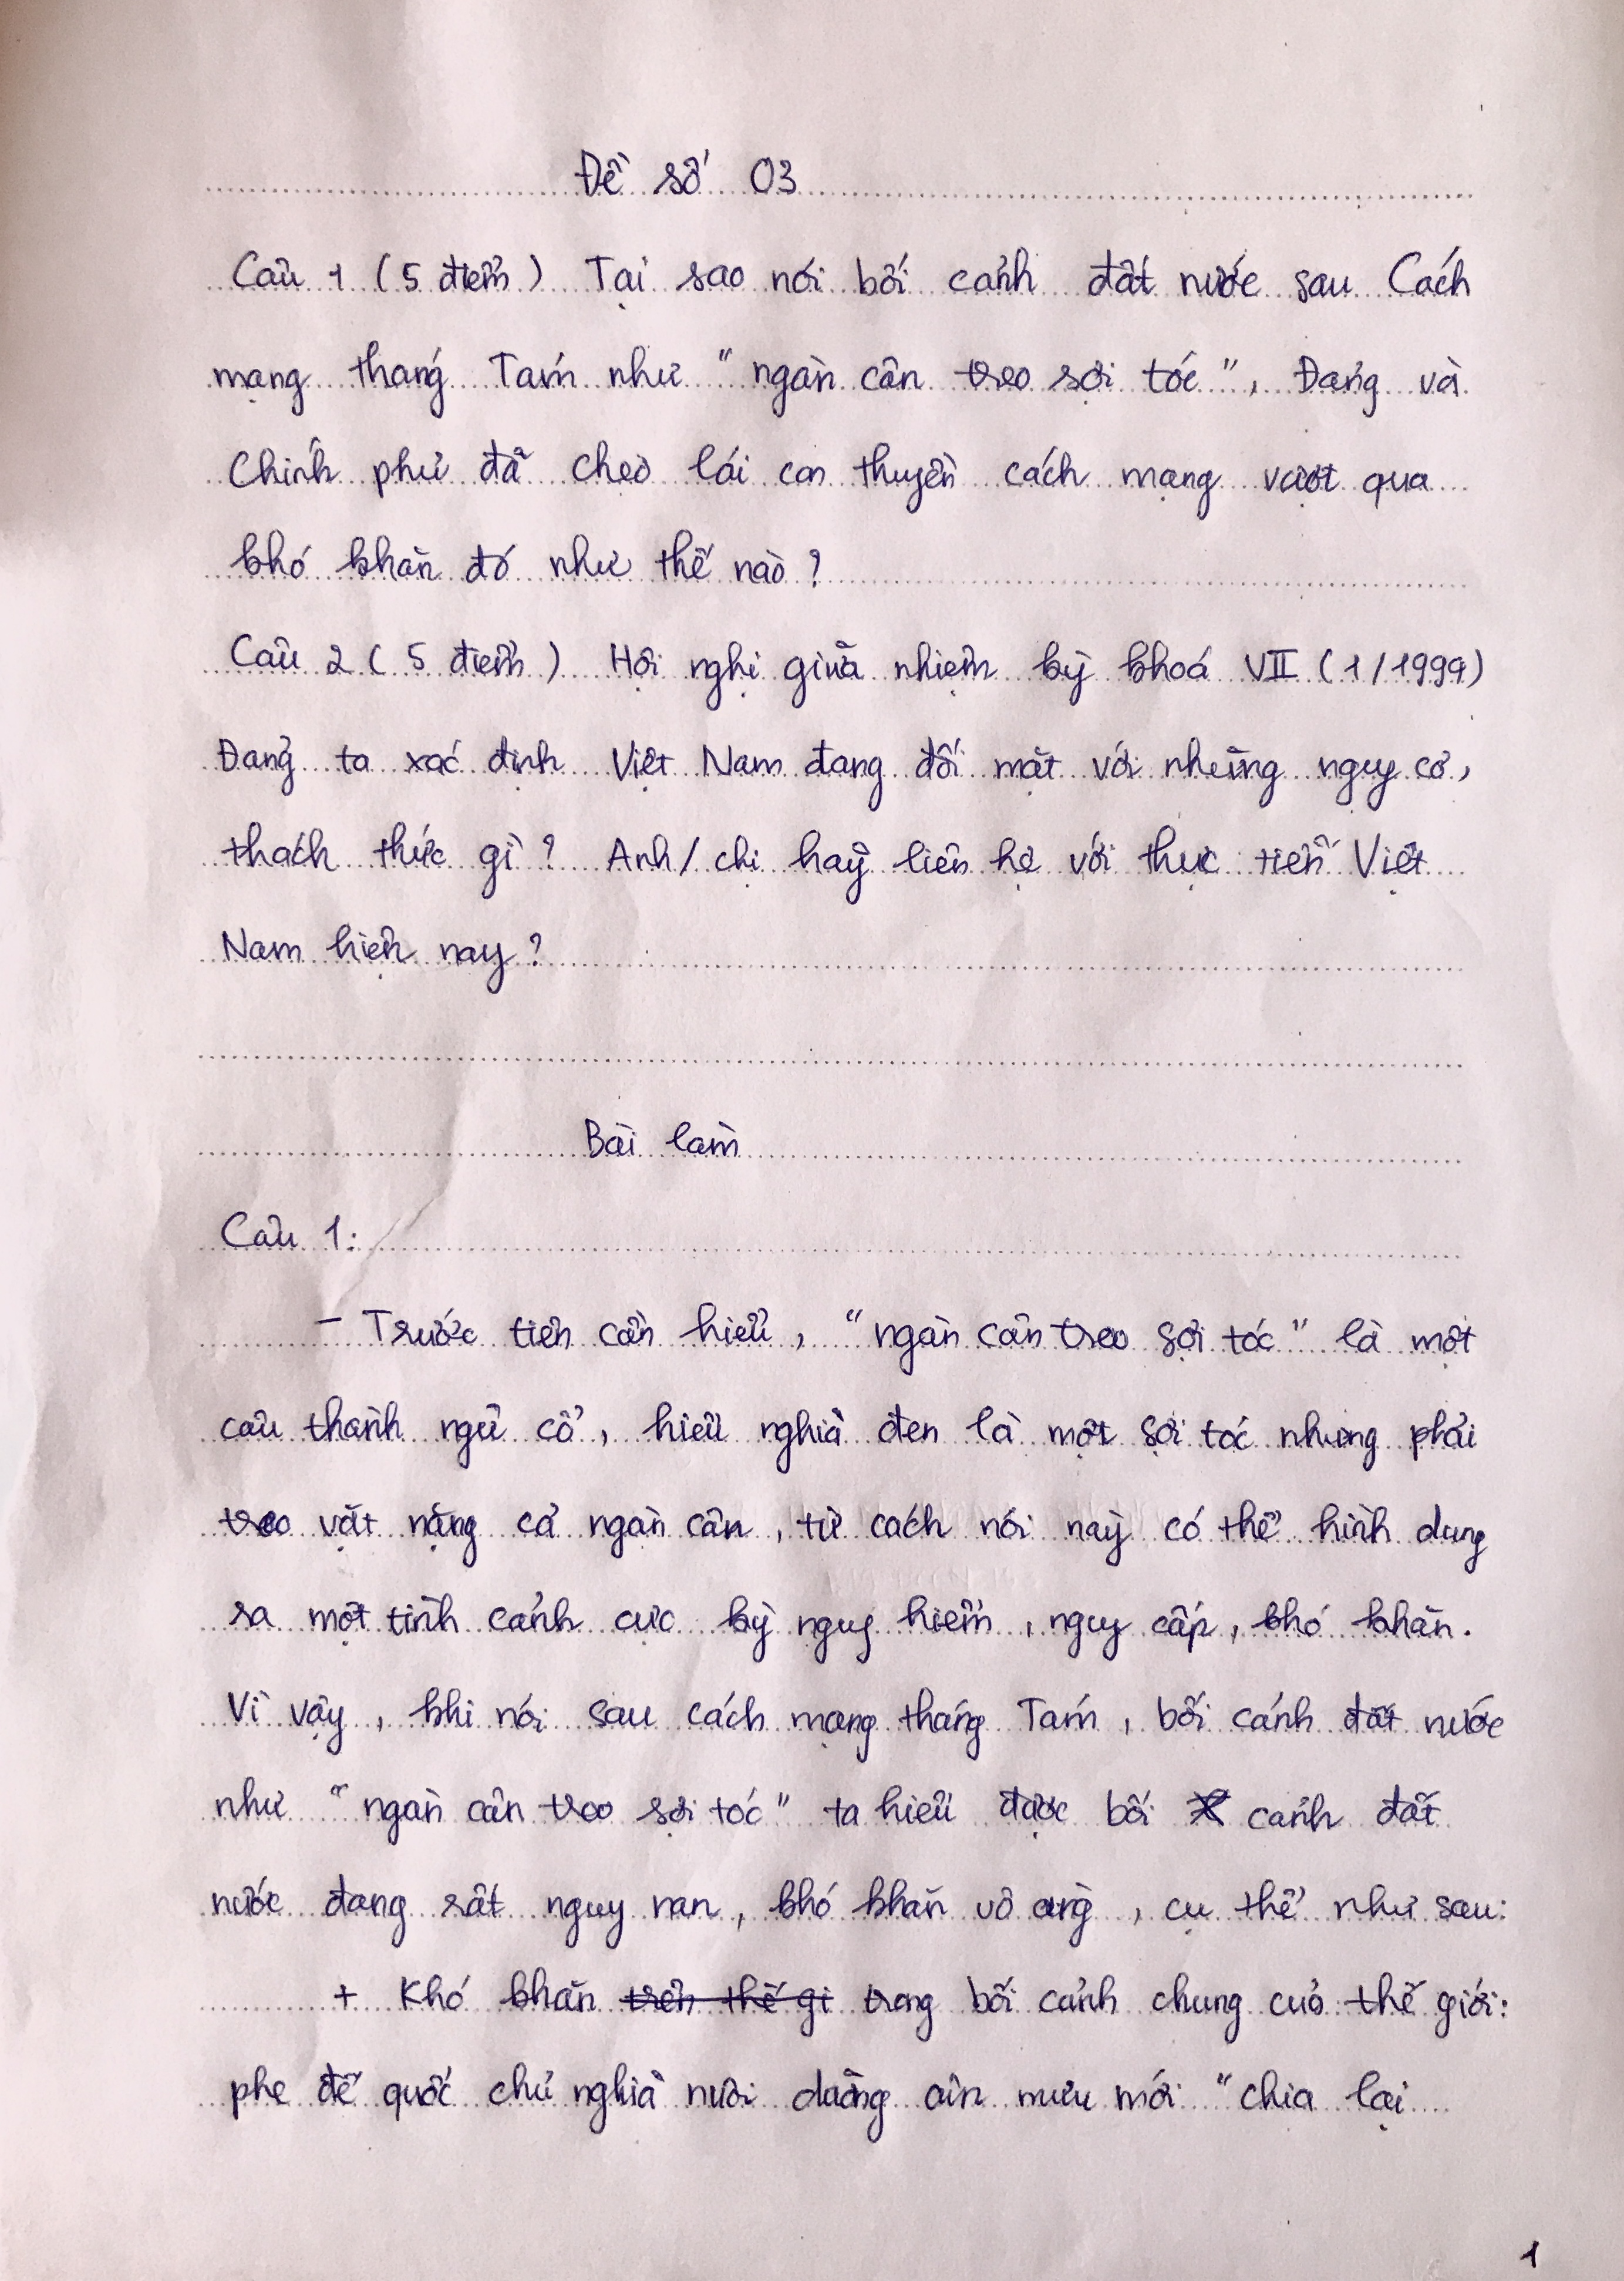 Đề số 03
Câu 1 ( 5 điểm ) Tại sao nói bối cảnh đất nước sau Cách
mạng tháng Tám như " ngàn cân treo sợi tóc ", Đảng và
Chính phủ đã chèo lái con thuyền cách mạng vượt qua
khó khăn đó như thế nào ?
Câu 2 ( 5 điểm ) Hội nghị giữa nhiệm kỳ khoá VII ( 1 / 1999 )
Đảng ta xác định Việt Nam đang đối mặt với những nguy cơ,
thách thức gì ? Anh / chị hãy liên hệ với thực tiễn Việt
Nam hiện nay ?
Bài làm
Câu 1:
- Trước tiên cần hiểu, " ngàn cân treo sợi tóc " là một
câu thành ngữ cổ, hiểu nghĩa đen là một sợi tóc nhưng phải
treo vật nặng cả ngàn cân, từ cách nói này có thể hình dung
ra một tình cảnh cực kỳ nguy hiểm, nguy cấp, khó khăn.
Vì vậy, khi nói sau cách mạng tháng Tám, bối cảnh đất nước
như " ngàn cân treo sợi tóc " ta hiểu được bối cảnh đất
nước đang rất nguy nan, khó khăn vô cùng, cụ thể như sau:
+ Khó khăn trên thế gi trong bối cảnh chung của thế giới:
phe đế quốc chủ nghĩa nuôi dưỡng âm mưu mới " chia lại
1